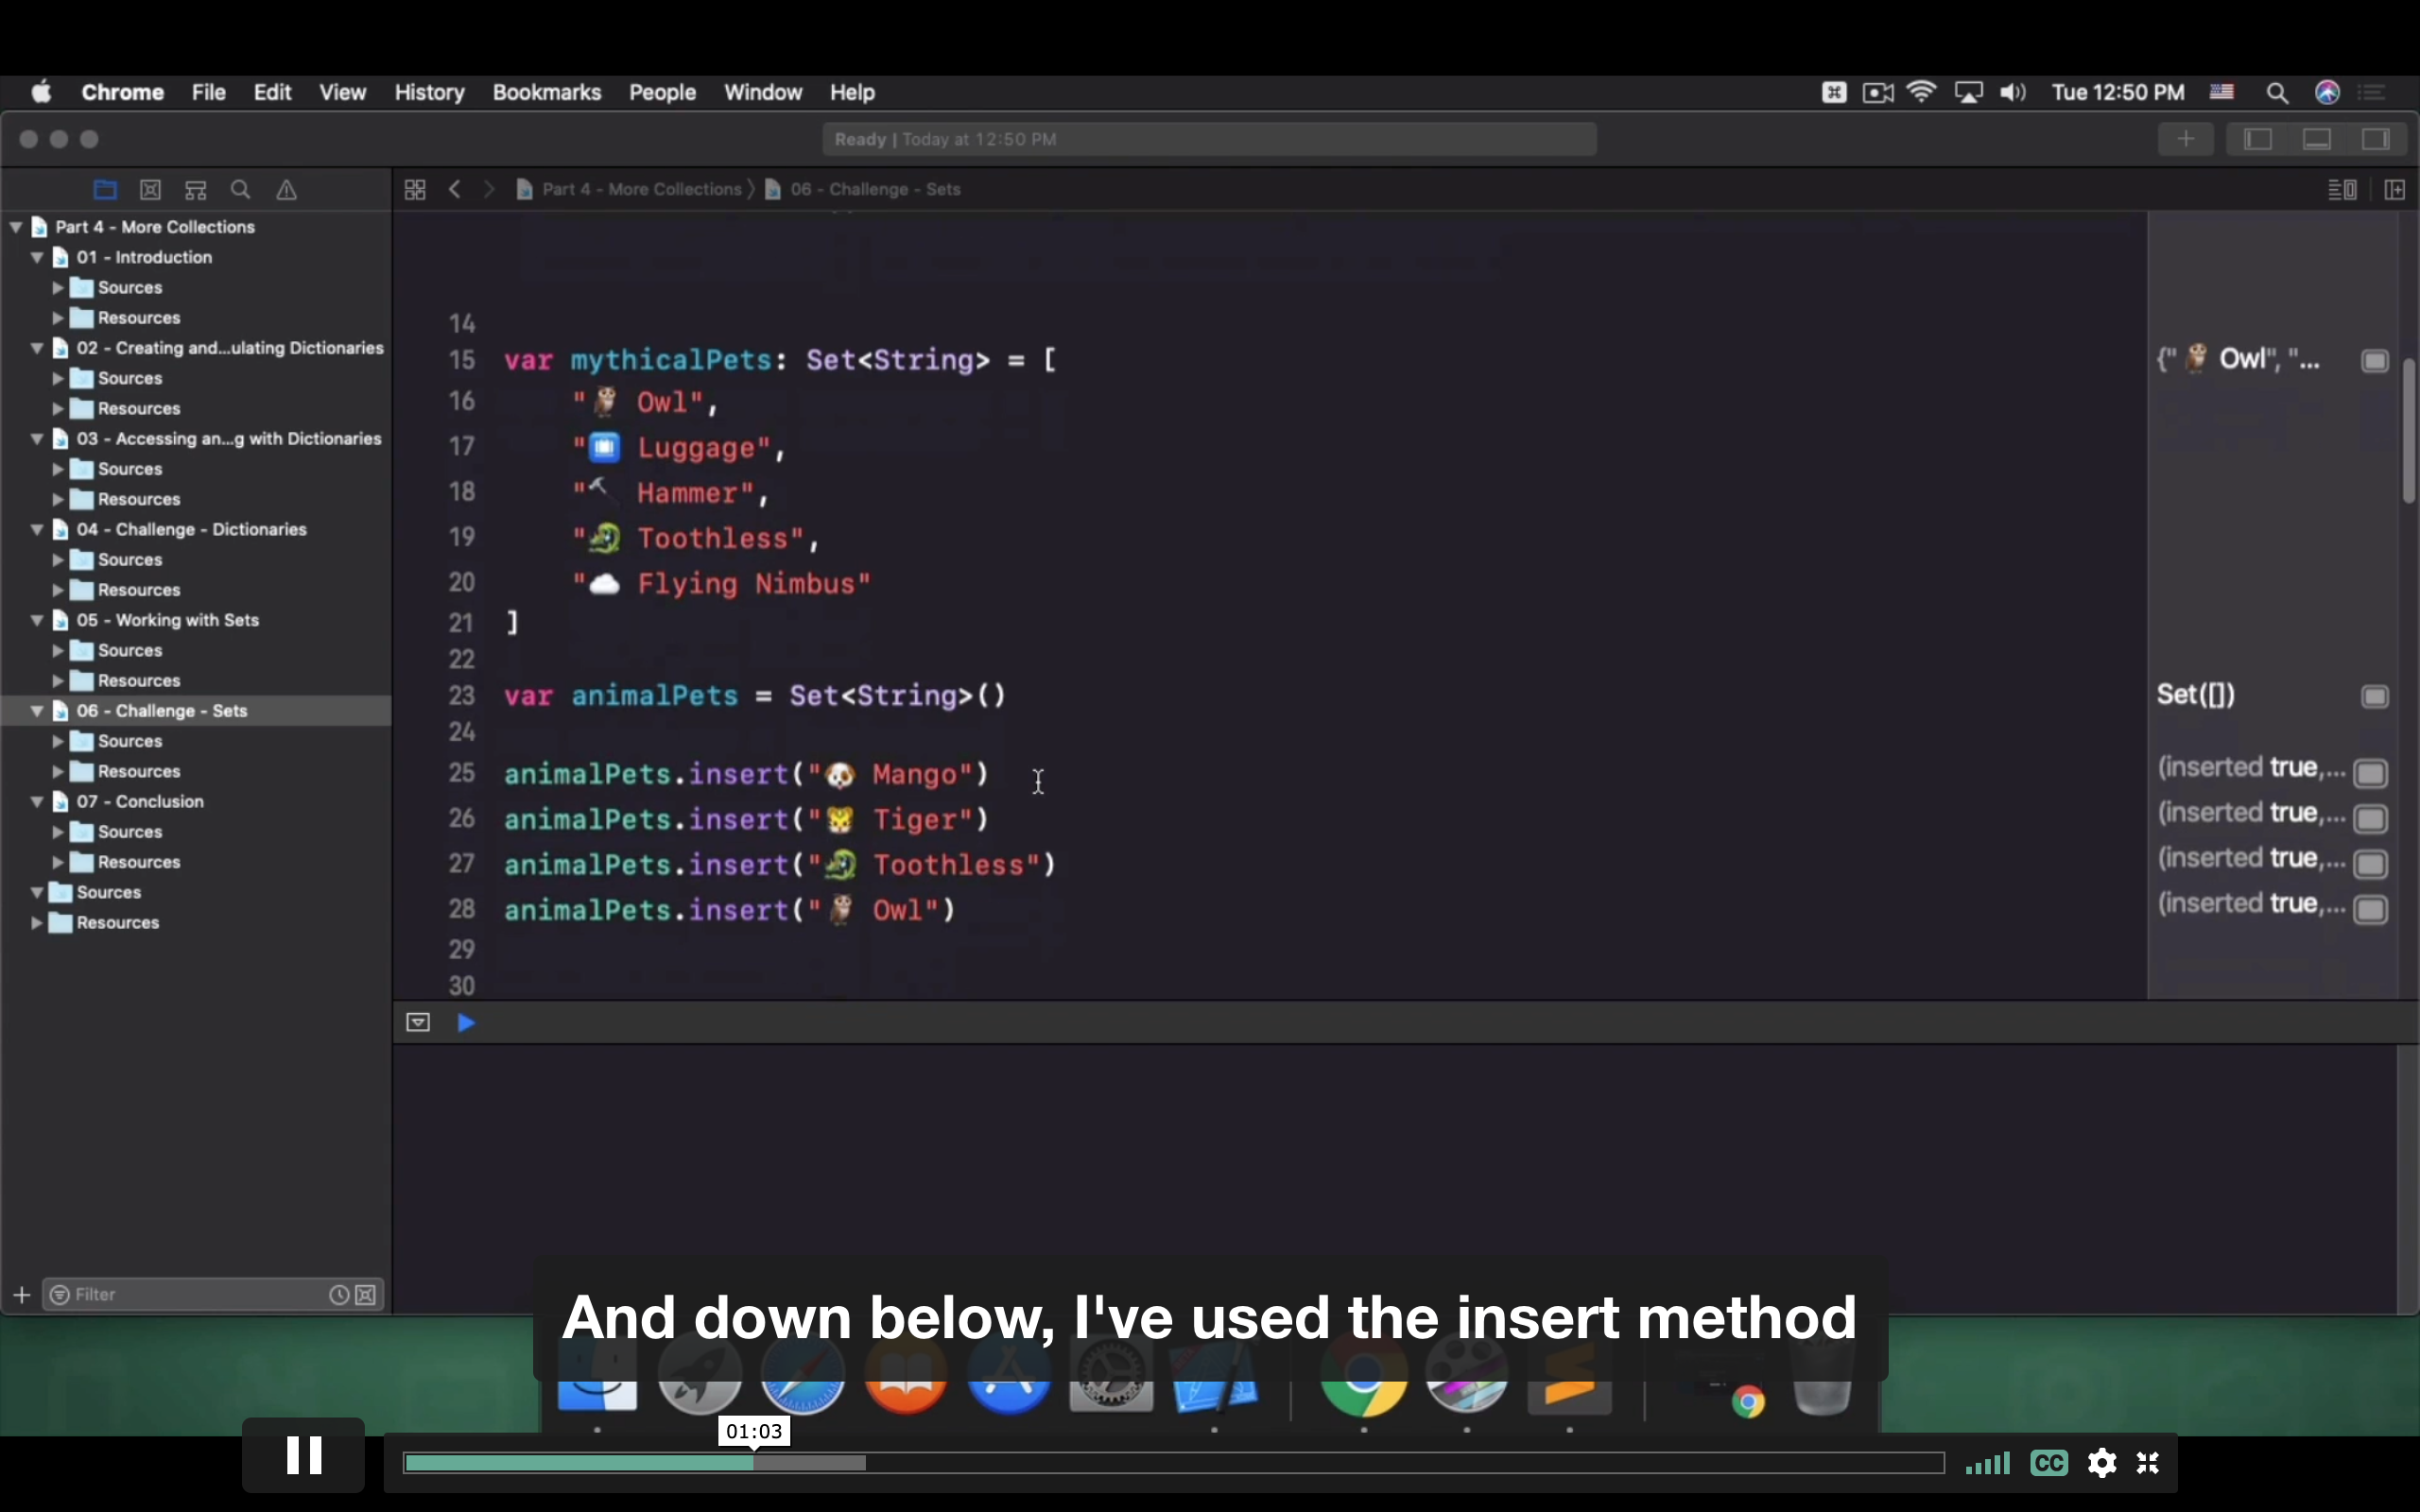 Chrome File Edit View History Bookmarks People Window Help Tue 12:50 PM
Ready | Today at 12:50 PM
Part 4 - More Collections 〉 06 - Challenge - Sets
Part 4 - More Collections
01 - Introduction
Sources
Resources
02 - Creating and...ulating Dictionaries
Sources
Resources
03 - Accessing an...g with Dictionaries
Sources
Resources
04 - Challenge - Dictionaries
Sources
Resources
05 - Working with Sets
Sources
Resources
06 - Challenge - Sets
Sources
Resources
07 - Conclusion
Sources
Resources
Sources
Resources
Filter
14
15 var mythicalPets: Set<String> = [
16 "🦉 Owl",
17 "🛄 Luggage",
18 "🔨 Hammer",
19 "🐲 Toothless",
20 "☁️ Flying Nimbus"
21 ]
22
23 var animalPets = Set<String>()
24
25 animalPets.insert("🐶 Mango")
26 animalPets.insert("🐯 Tiger")
27 animalPets.insert("🐲 Toothless")
28 animalPets.insert("🦉 Owl")
29
30
{"🦉 Owl", "...
Set([])
(inserted true,...
(inserted true,...
(inserted true,...
(inserted true,...
And down below, I've used the insert method
01:03
CC